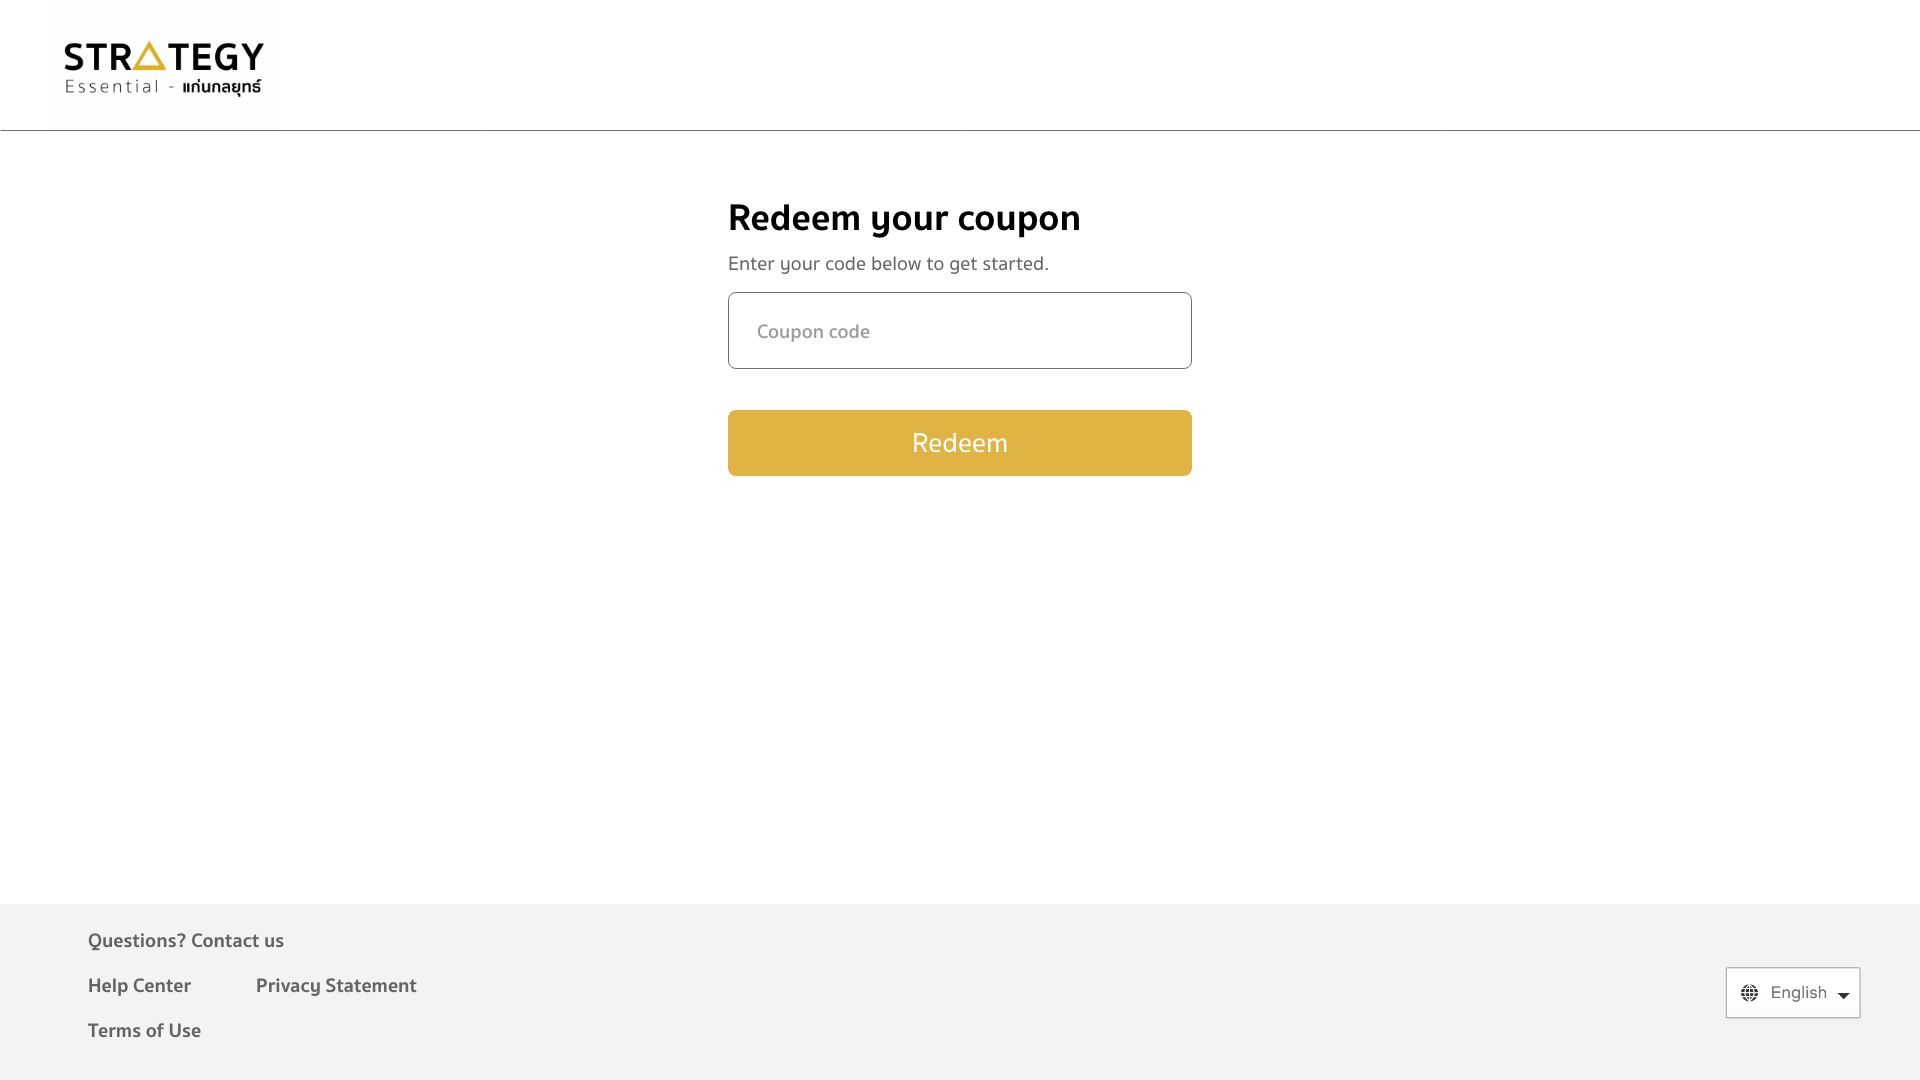 STRATEGY
Essential - แก่นกลยุทธ์
Redeem your coupon
Enter your code below to get started.
Coupon code
Redeem
Questions? Contact us
Help Center Privacy Statement
Terms of Use
English